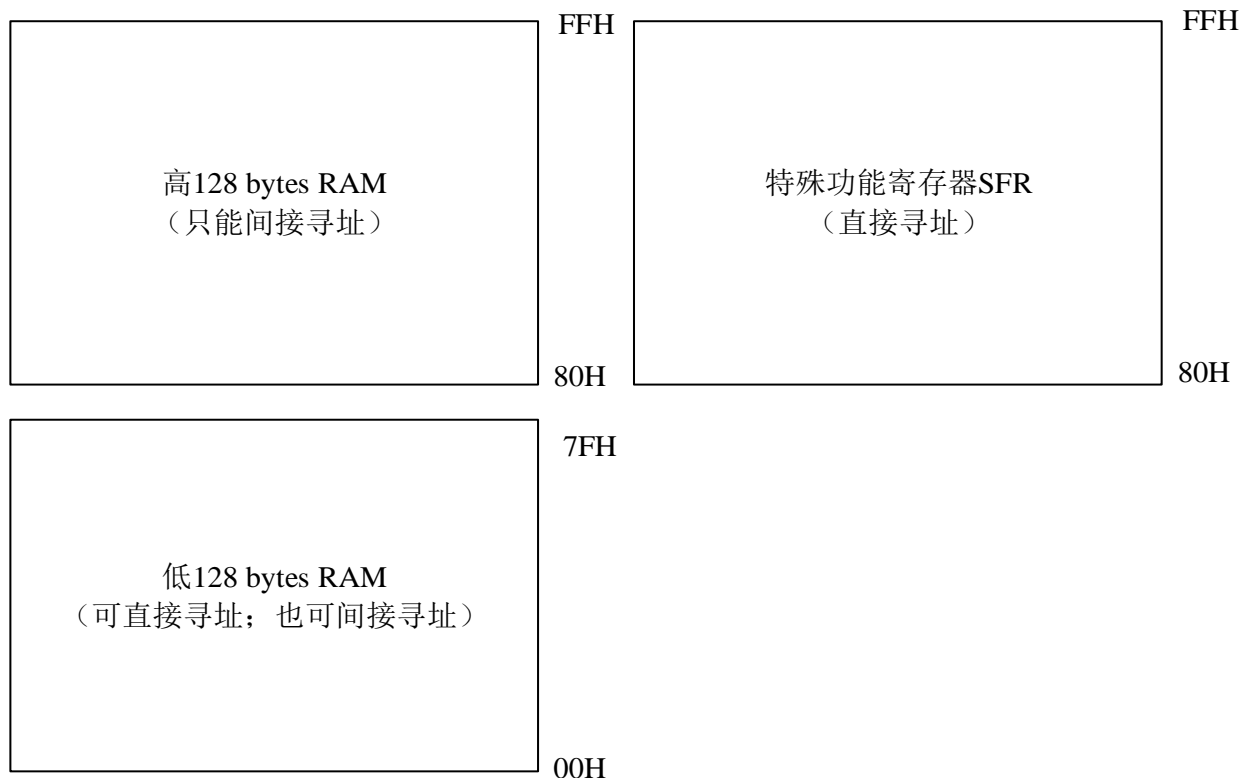 FFH
高128 bytes RAM
（只能间接寻址）
80H
FFH
特殊功能寄存器SFR
（直接寻址）
80H
7FH
低128 bytes RAM
（可直接寻址；也可间接寻址）
00H